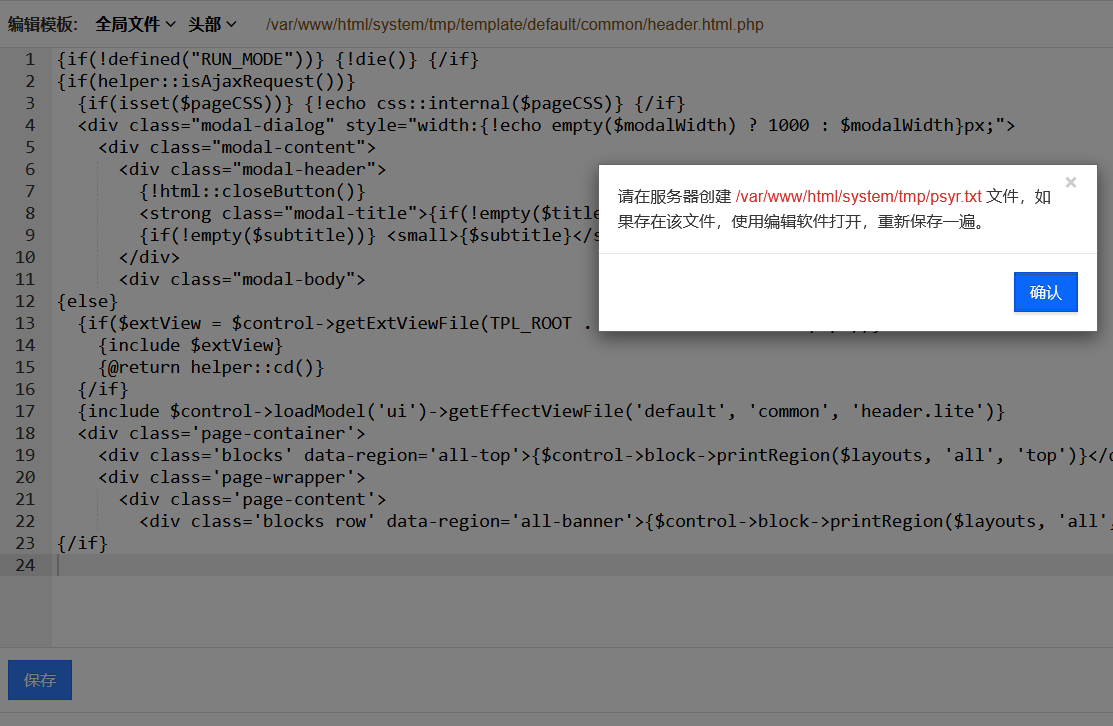 编辑模板: 全局文件 头部 /var/www/html/system/tmp/template/default/common/header.html.php
1 {if(!defined("RUN_MODE"))} {!die()} {/if}
2 {if(helper::isAjaxRequest())}
3 {if(isset($pageCSS))} {!echo css::internal($pageCSS)} {/if}
4 <div class="modal-dialog" style="width:{!echo empty($modalWidth) ? 1000 : $modalWidth}px;">
5 <div class="modal-content">
6 <div class="modal-header">
7 {!html::closeButton()}
8 <strong class="modal-title">{if(!empty($title
9 {if(!empty($subtitle))} <small>{$subtitle}</s
10 </div>
11 <div class="modal-body">
12 {else}
13 {if($extView = $control->getExtViewFile(TPL_ROOT .
14 {include $extView}
15 {@return helper::cd()}
16 {/if}
17 {include $control->loadModel('ui')->getEffectViewFile('default', 'common', 'header.lite')}
18 <div class='page-container'>
19 <div class='blocks' data-region='all-top'>{$control->block->printRegion($layouts, 'all', 'top')}</d
20 <div class='page-wrapper'>
21 <div class='page-content'>
22 <div class='blocks row' data-region='all-banner'>{$control->block->printRegion($layouts, 'all',
23 {/if}
24
×
请在服务器创建 /var/www/html/system/tmp/psyr.txt 文件，如
果存在该文件，使用编辑软件打开，重新保存一遍。
确认
保存